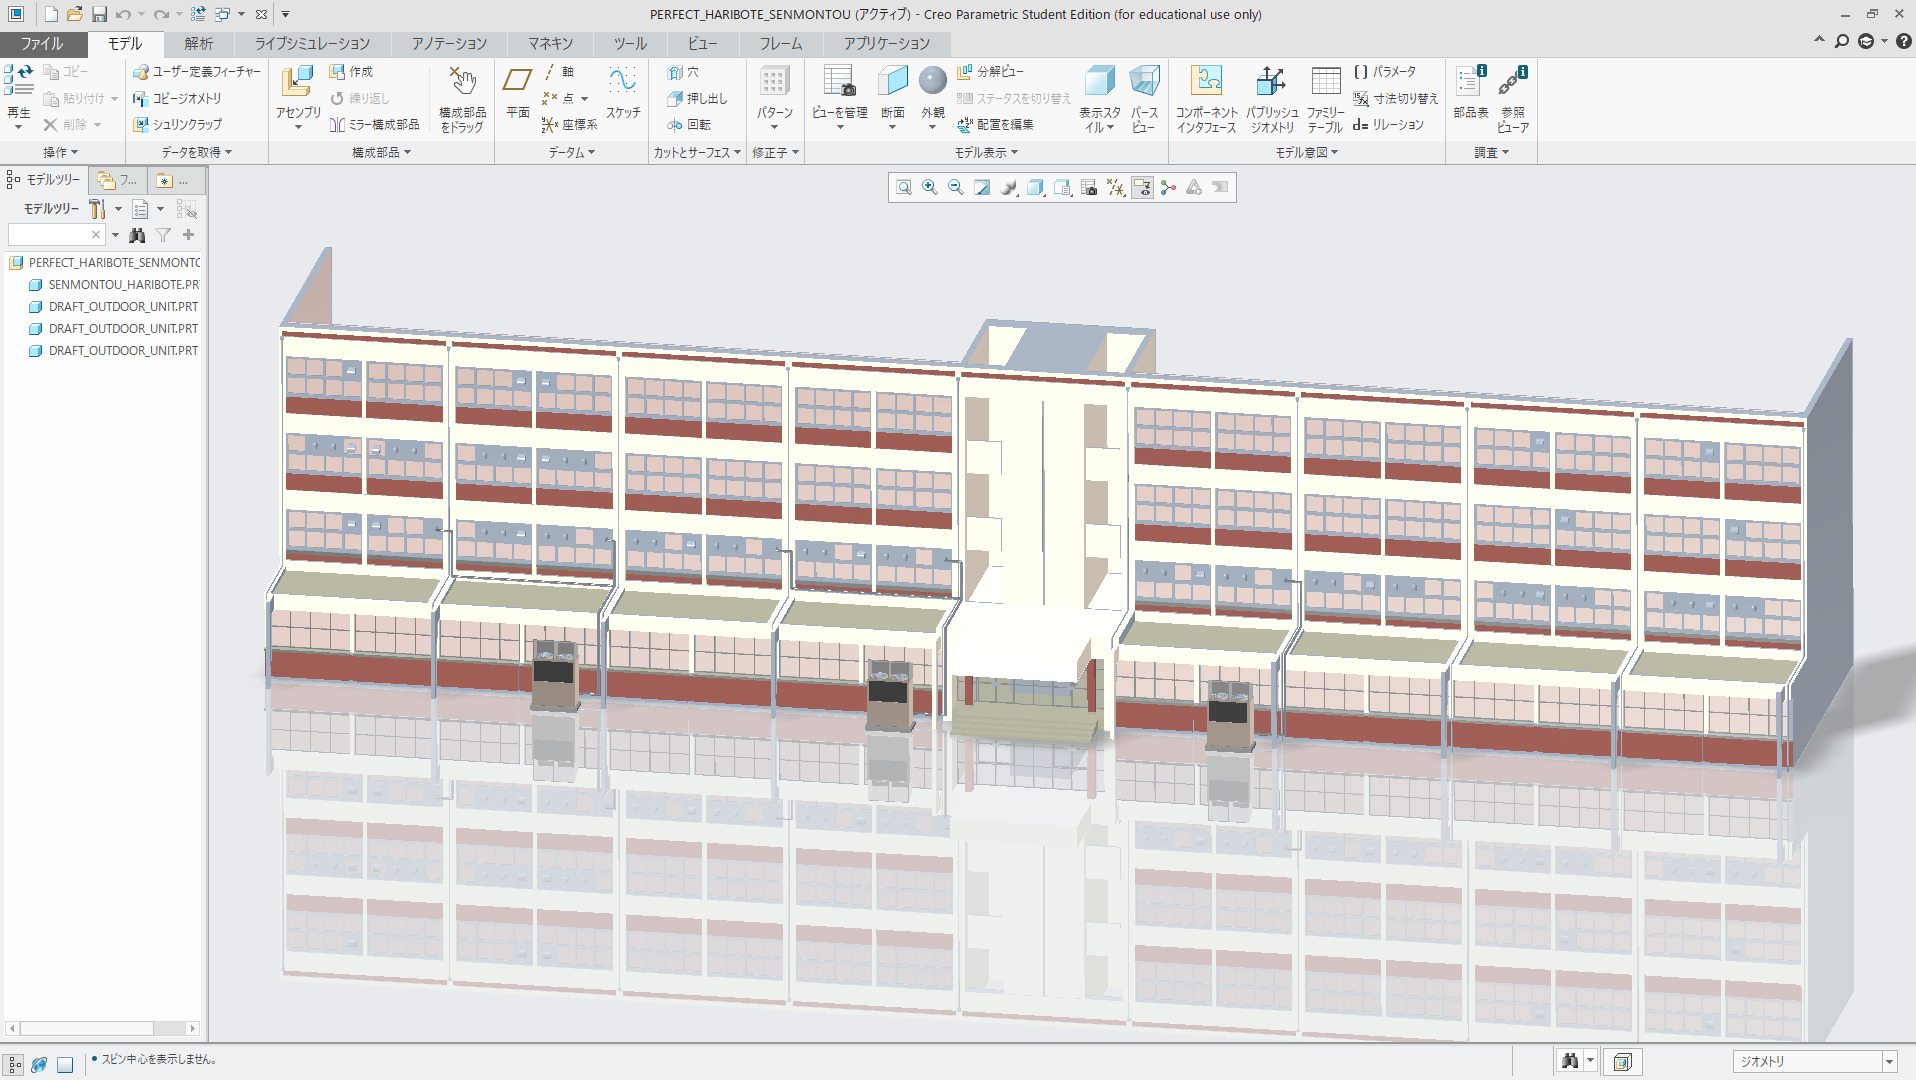 PERFECT_HARIBOTE_SENMONTOU (アクティブ) - Creo Parametric Student Edition (for educational use only)
ファイル モデル 解析 ライブシミュレーション アノテーション マネキン ツール ビュー フレーム アプリケーション
再生
コピー
貼り付け
削除
操作
ユーザー定義フィーチャー
コピージオメトリ
シュリンクラップ
データを取得
アセンブリ
作成
繰り返し
ミラー構成部品
構成部品をドラッグ
構成部品
平面
軸
点
座標系
スケッチ
データム
穴
押し出し
回転
カットとサーフェス
パターン
修正子
ビューを管理
断面
外観
分解ビュー
ステータスを切り替え
配置を編集
表示スタイル
パースビュー
モデル表示
コンポーネントインタフェース
パブリッシュジオメトリ
ファミリーテーブル
パラメータ
寸法切り替え
d= リレーション
モデル意図
部品表
参照ビューア
調査
モデルツリー フ... ...
モデルツリー
PERFECT_HARIBOTE_SENMONTO
SENMONTOU_HARIBOTE.PR
DRAFT_OUTDOOR_UNIT.PRT
DRAFT_OUTDOOR_UNIT.PRT
DRAFT_OUTDOOR_UNIT.PRT
• スピン中心を表示しません。
ジオメトリ